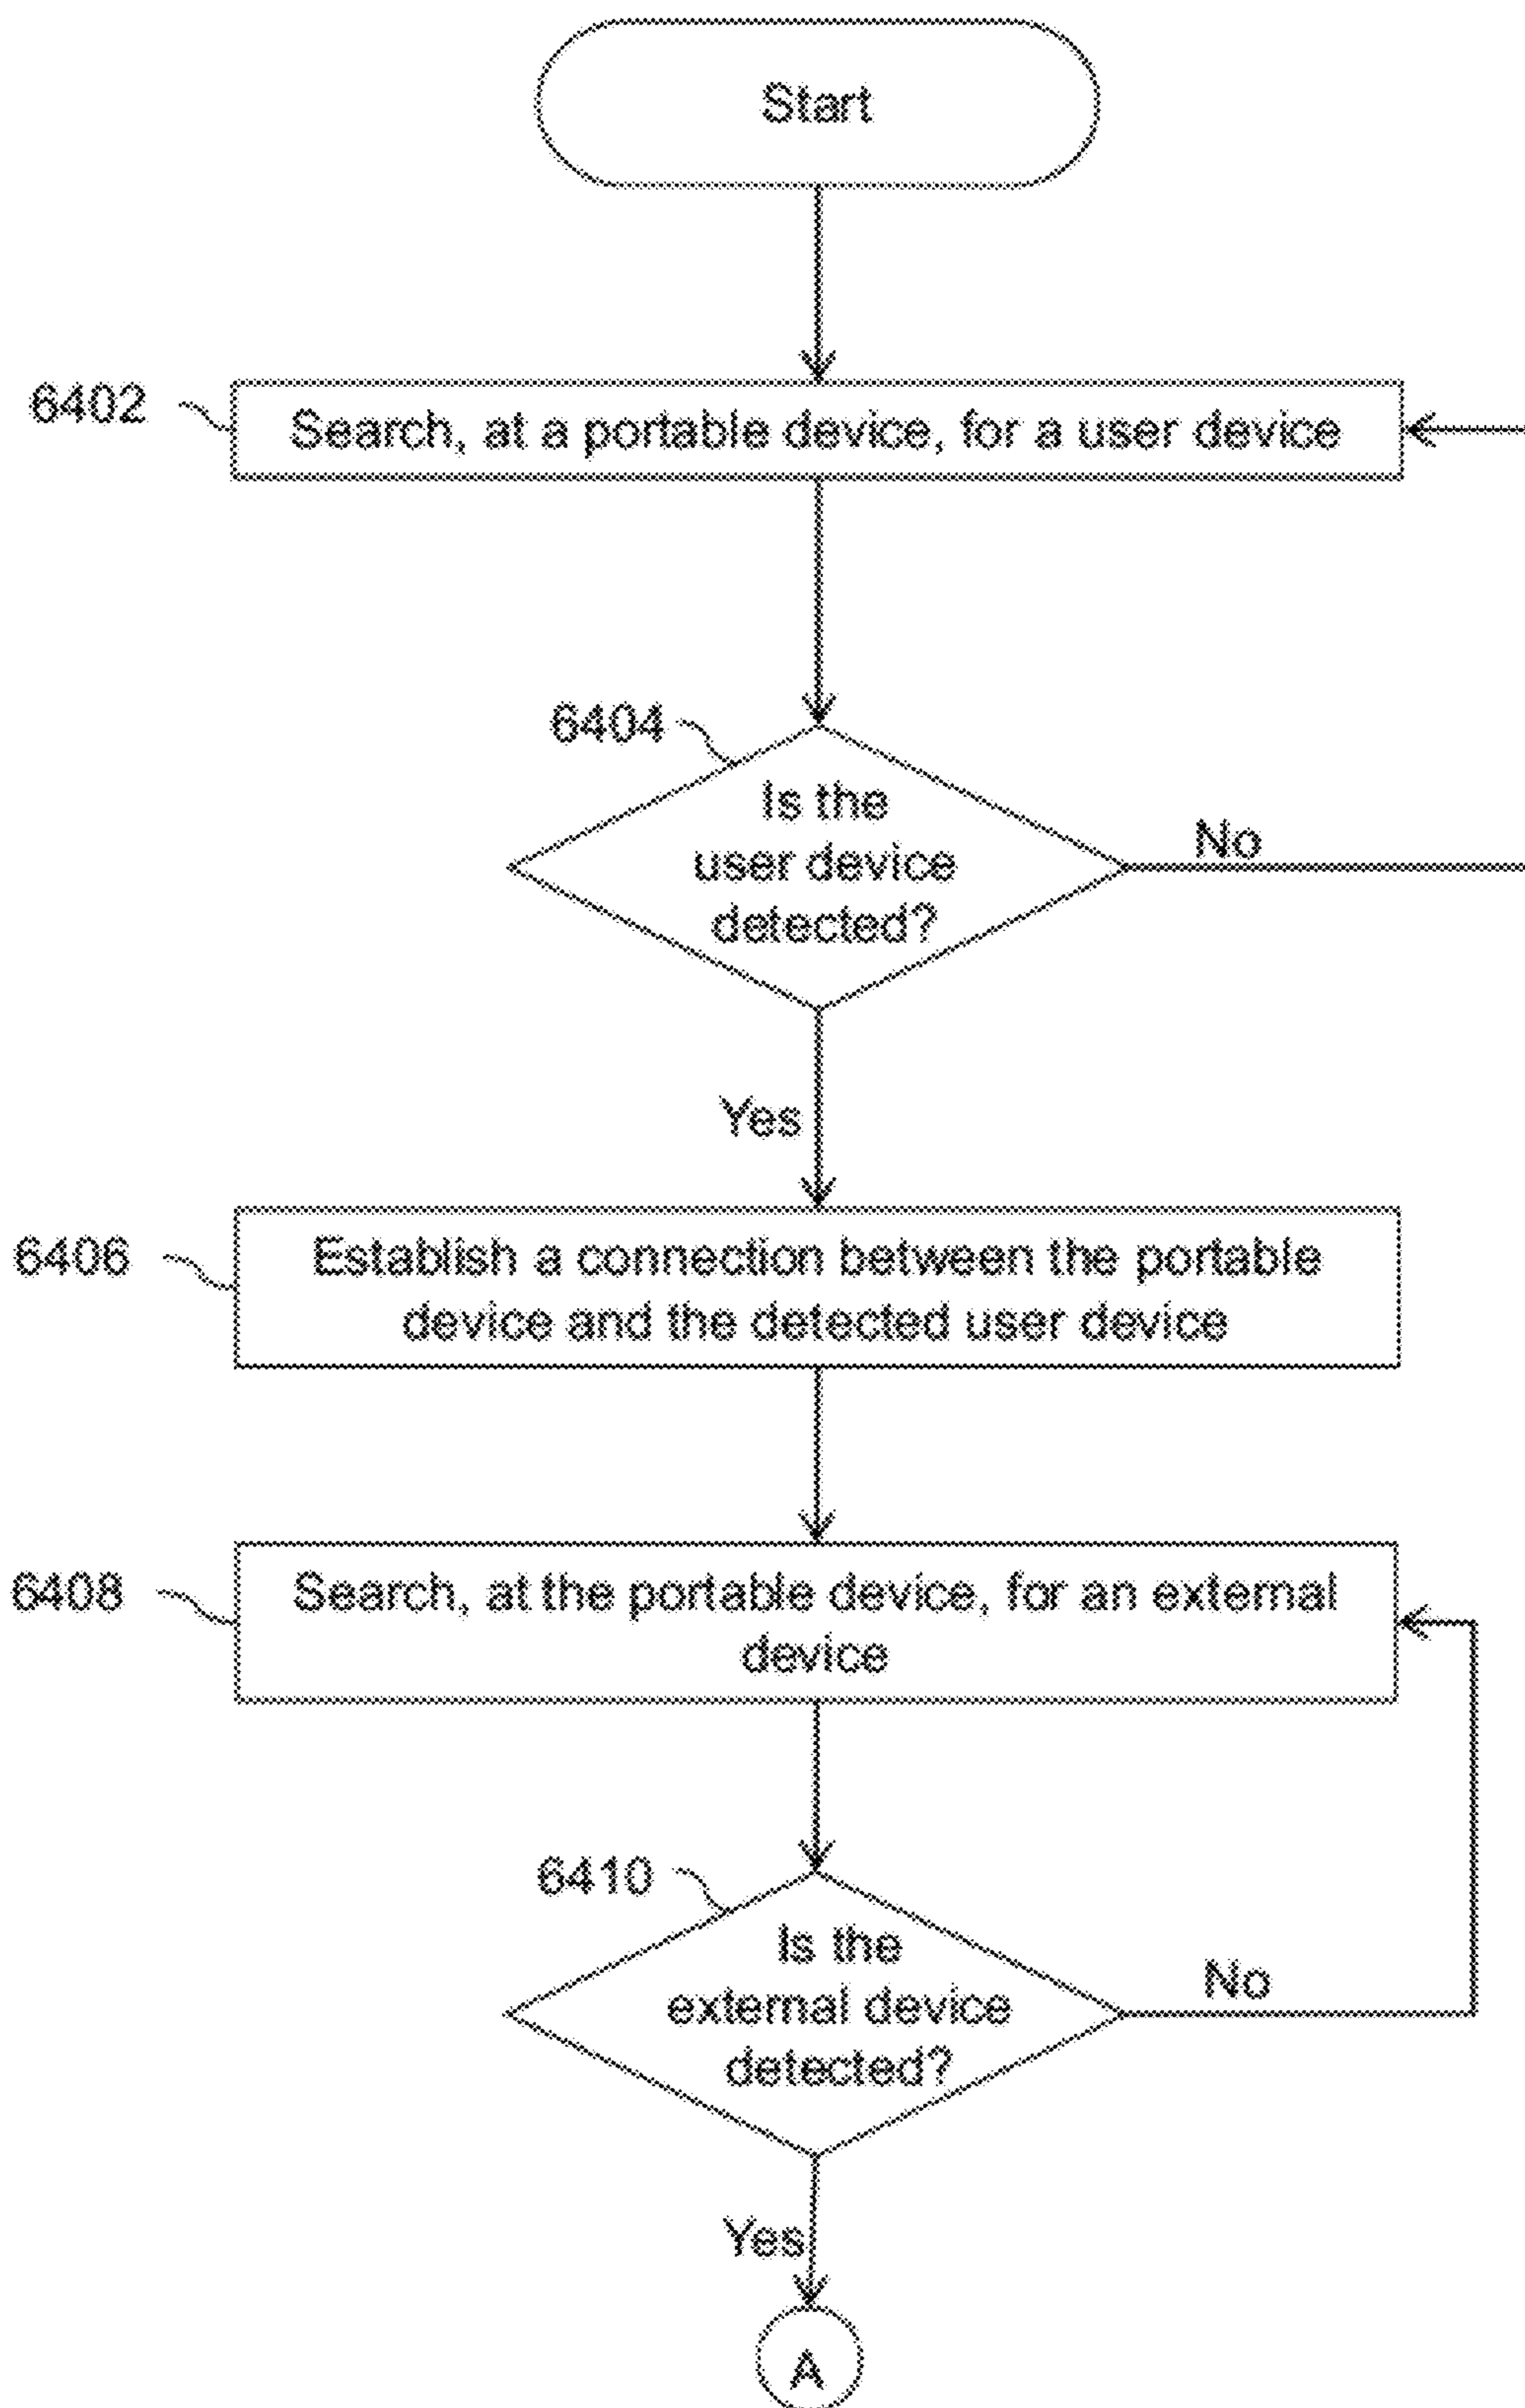 Start
6402
Search, at a portable device, for a user device
6404
Is the
user device
detected?
No
Yes
6406
Establish a connection between the portable
device and the detected user device
6408
Search, at the portable device, for an external
device
6410
Is the
external device
detected?
No
Yes
A